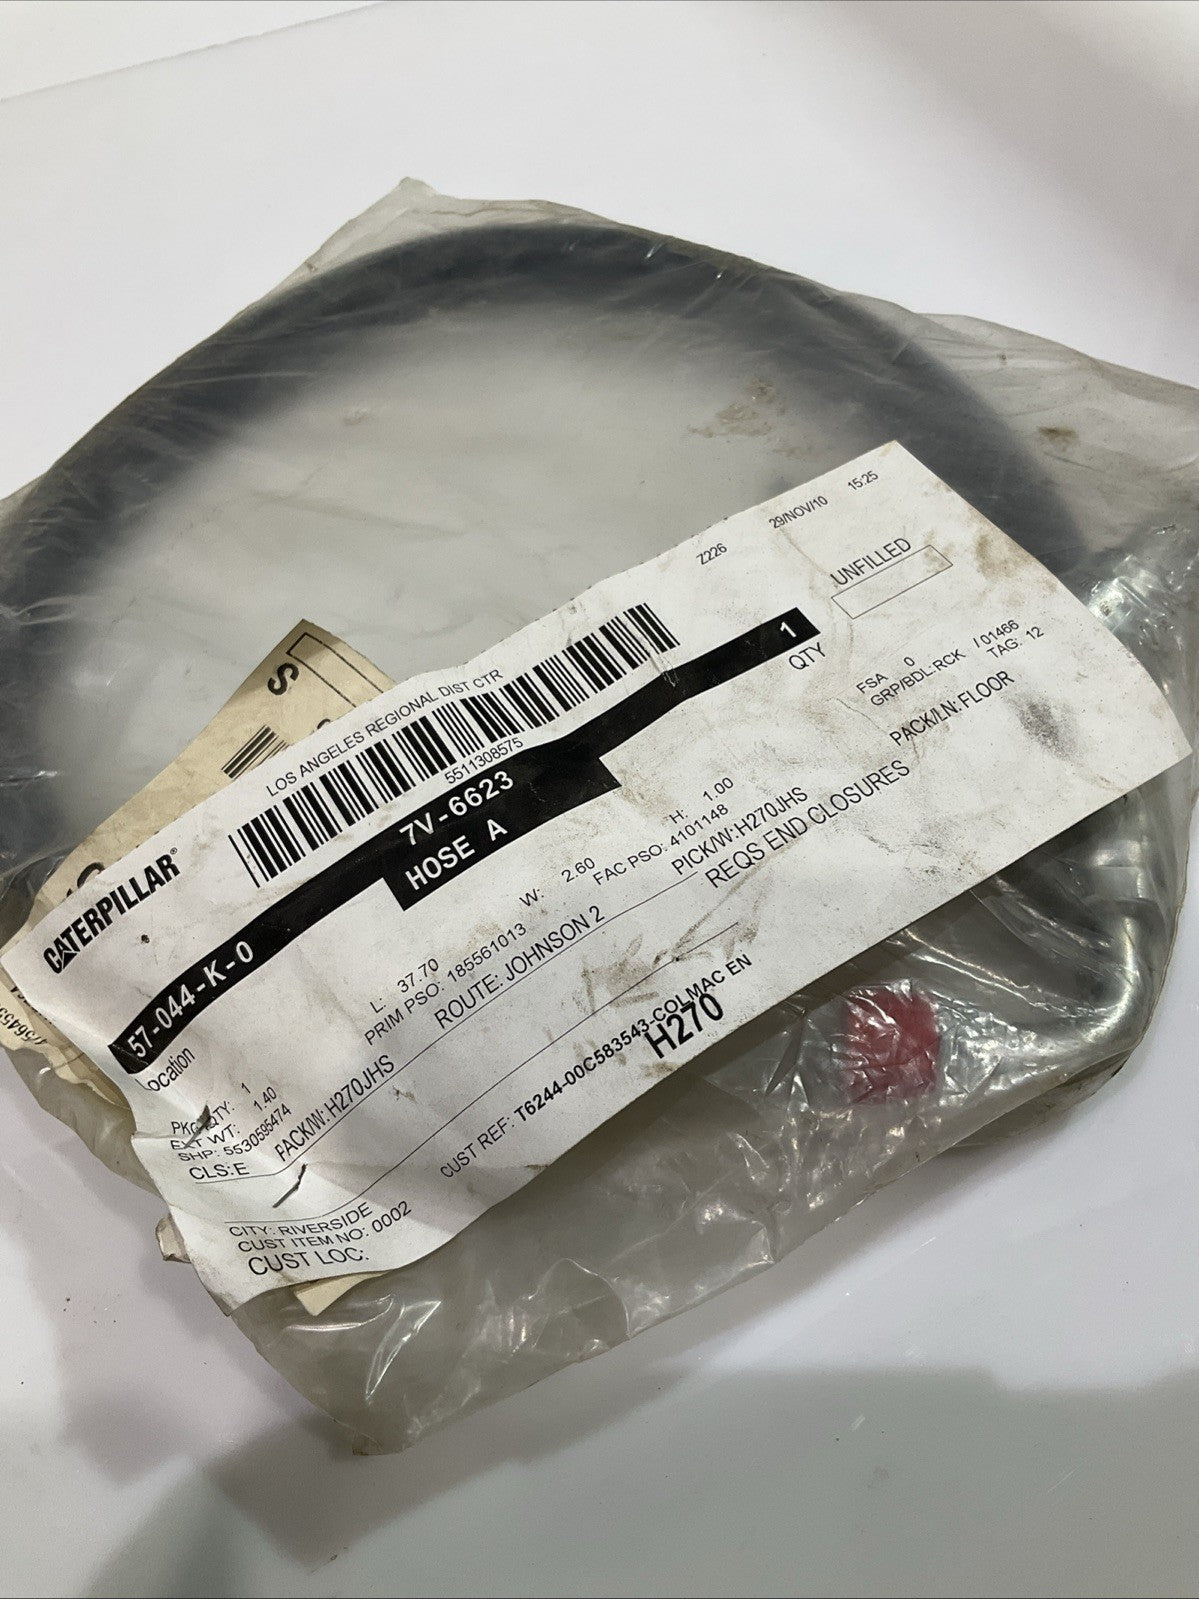 Z226 29/NOV/10 15:25
LOS ANGELES REGIONAL DIST CTR
5511308575
CATERPILLAR®
UNFILLED
57-044-K-0 7V-6623 1
HOSE A
Location QTY
FSA 0
GRP/BDL:RCK / 01466
TAG: 12
PKG QTY: 1 L: 37.70 W: 2.60 H: 1.00
EXT WT: 1.40 PRIM PSO: 185561013 FAC PSO: 4101148
SHP: 5530595474
CLS:E PACK/W: H270JHS ROUTE: JOHNSON 2 PICK/W:H270JHS PACK/LN:FLOOR
REQS END CLOSURES
CITY: RIVERSIDE
CUST ITEM NO: 0002 CUST REF: T6244-00C583543-COLMAC EN
CUST LOC: H270
S